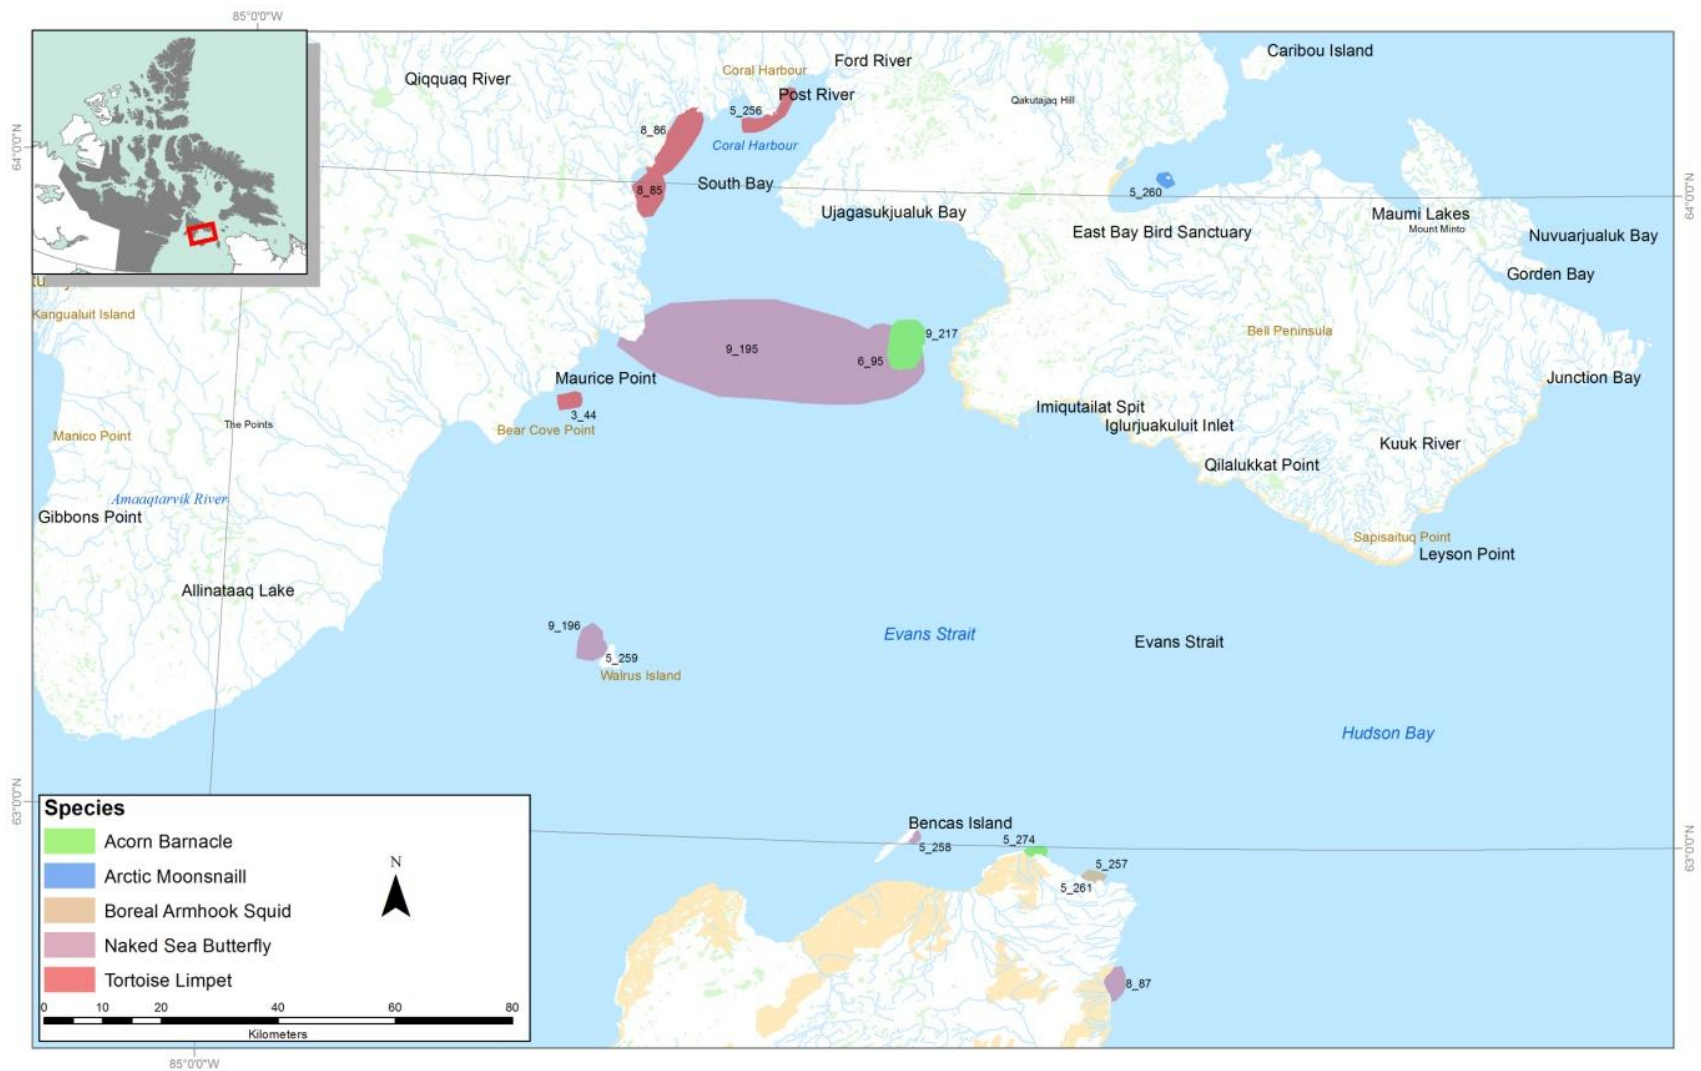 85°0'0"W
Caribou Island
Ford River
Coral Harbour
Qiqquaq River
Post River
Qakutajaq Hill
5_256
8_86
Coral Harbour
64°0'0"N
South Bay
8_85
5_260
64°0'0"N
Ujagasukjualuk Bay
Maumi Lakes
Mount Minto
East Bay Bird Sanctuary
Nuvuarjualuk Bay
Gorden Bay
Kangualuit Island
Bell Peninsula
9_217
9_195
6_95
Maurice Point
Junction Bay
3_44
Imiqutailat Spit
The Points
Iglurjuakuluit Inlet
Bear Cove Point
Manico Point
Kuuk River
Qilalukkat Point
Amaaqtarvik River
Gibbons Point
Sapisaituq Point
Leyson Point
Allinataaq Lake
9_196
Evans Strait
Evans Strait
5_259
Walrus Island
Hudson Bay
63°0'0"N
Bencas Island
5_274
5_258
63°0'0"N
5_257
5_261
8_87
Species
Acorn Barnacle
Arctic Moonsnaill
Boreal Armhook Squid
Naked Sea Butterfly
Tortoise Limpet
N
0 10 20 40 60 80
Kilometers
85°0'0"W